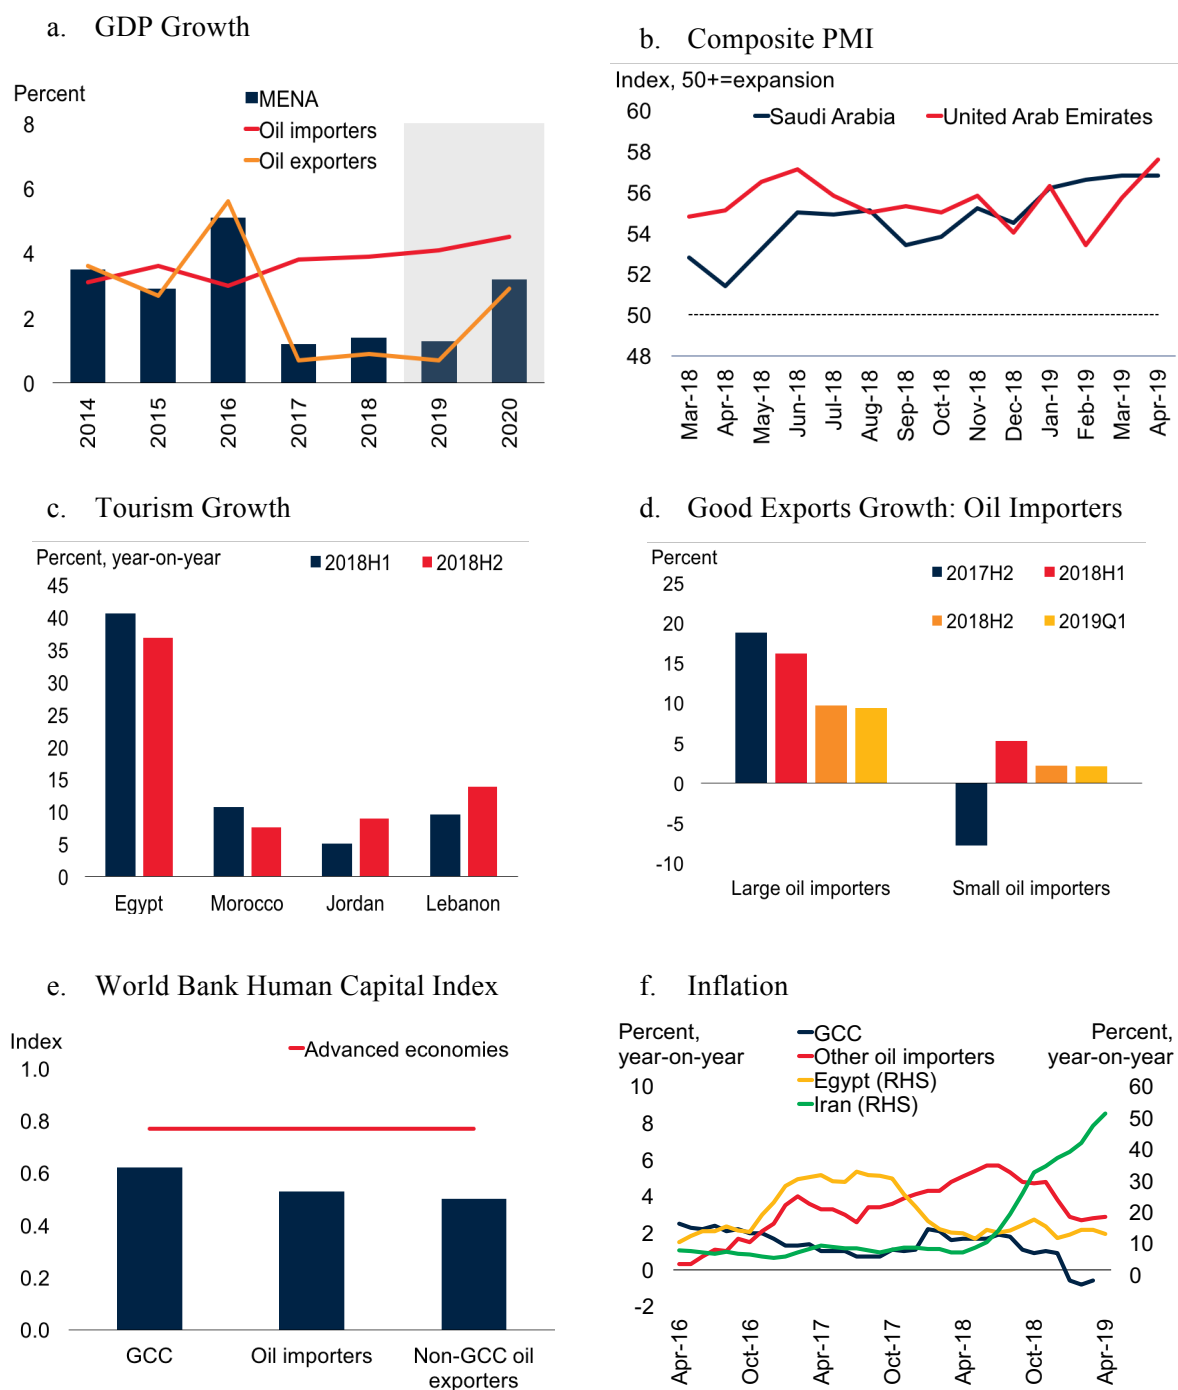 a. GDP Growth
Percent
MENA
Oil importers
Oil exporters
8
6
4
2
0
2014
2015
2016
2017
2018
2019
2020
b. Composite PMI
Index, 50+=expansion
Saudi Arabia
United Arab Emirates
60
58
56
54
52
50
48
Mar-18
Apr-18
May-18
Jun-18
Jul-18
Aug-18
Sep-18
Oct-18
Nov-18
Dec-18
Jan-19
Feb-19
Mar-19
Apr-19
c. Tourism Growth
Percent, year-on-year
2018H1
2018H2
45
40
35
30
25
20
15
10
5
0
Egypt
Morocco
Jordan
Lebanon
d. Good Exports Growth: Oil Importers
Percent
2017H2
2018H1
2018H2
2019Q1
25
20
15
10
5
0
-5
-10
Large oil importers
Small oil importers
e. World Bank Human Capital Index
Index
Advanced economies
1.0
0.8
0.6
0.4
0.2
0.0
GCC
Oil importers
Non-GCC oil
exporters
f. Inflation
Percent,
year-on-year
GCC
Other oil importers
Egypt (RHS)
Iran (RHS)
Percent,
year-on-year
10
8
6
4
2
0
-2
60
50
40
30
20
10
0
Apr-16
Oct-16
Apr-17
Oct-17
Apr-18
Oct-18
Apr-19